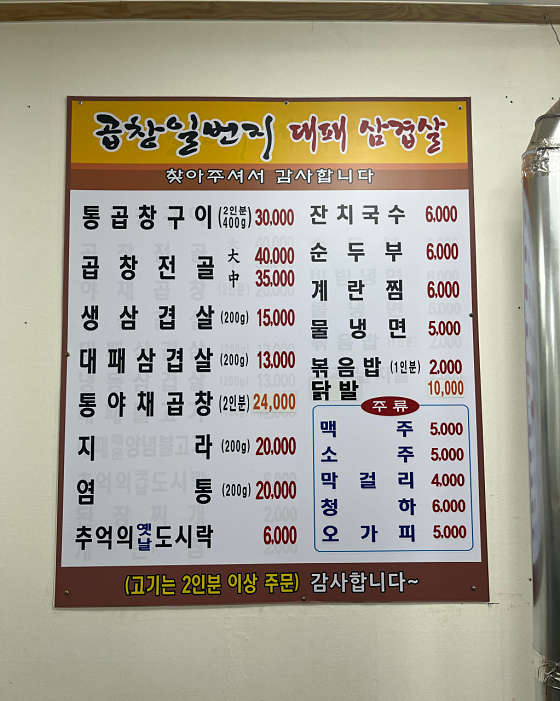 곱창일번지 대패 삼겹살
찾아주셔서 감사합니다
통곱창구이 (2인분 400g) 30.000
곱창전골 大 40.000
中 35.000
생삼겹살 (200g) 15.000
대패삼겹살 (200g) 13.000
통야채곱창 (2인분) 24,000
지라 (200g) 20.000
염통 (200g) 20.000
추억의 옛날 도시락 6.000
잔치국수 6.000
순두부 6.000
계란찜 6.000
물냉면 5.000
볶음밥 (1인분) 2.000
닭발 10,000
주류
맥주 5.000
소주 5.000
막걸리 4.000
청하 6.000
오가피 5.000
(고기는 2인분 이상 주문) 감사합니다~